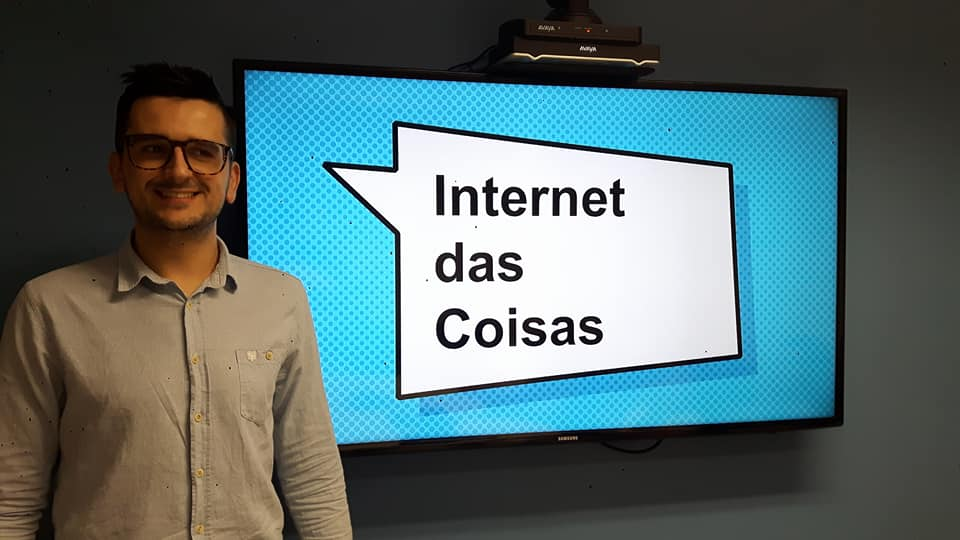 AVAYA
AVAYA
Internet
das
Coisas
SAMSUNG